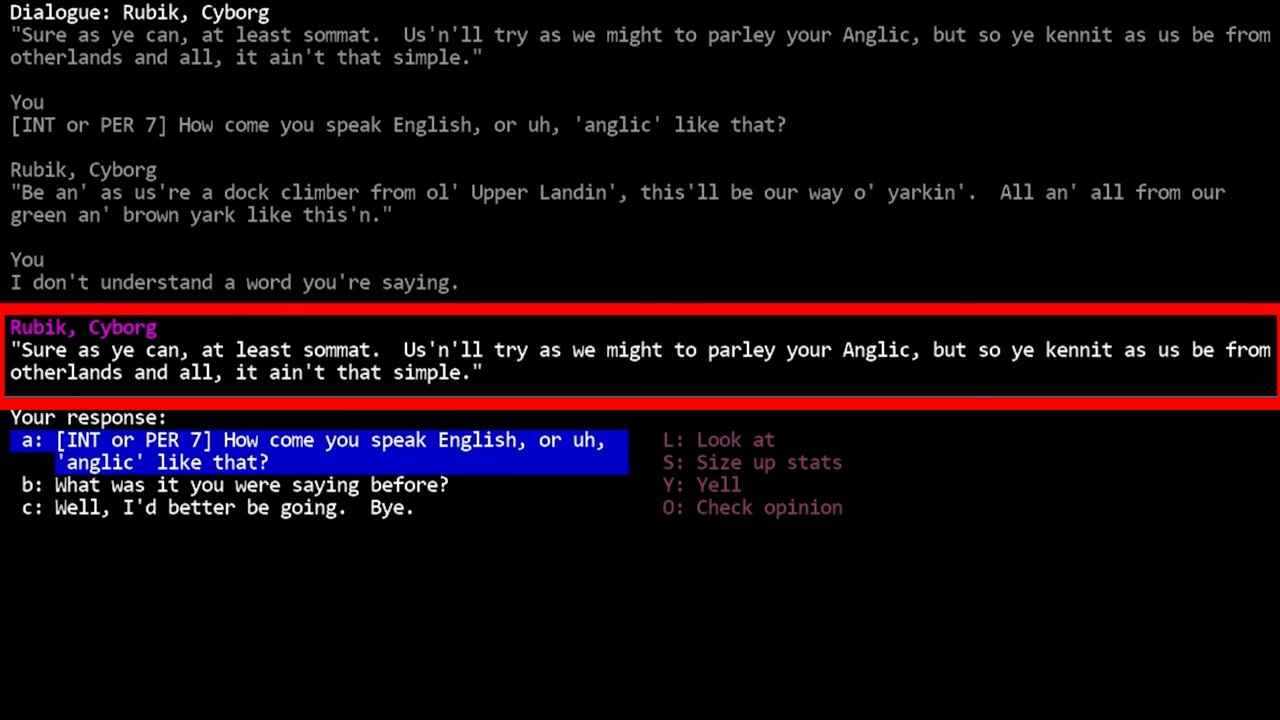 Dialogue: Rubik, Cyborg
"Sure as ye can, at least sommat.  Us'n'll try as we might to parley your Anglic, but so ye kennit as us be from
otherlands and all, it ain't that simple."
You
[INT or PER 7] How come you speak English, or uh, 'anglic' like that?
Rubik, Cyborg
"Be an' as us're a dock climber from ol' Upper Landin', this'll be our way o' yarkin'.  All an' all from our
green an' brown yark like this'n."
You
I don't understand a word you're saying.
Rubik, Cyborg
"Sure as ye can, at least sommat.  Us'n'll try as we might to parley your Anglic, but so ye kennit as us be from
otherlands and all, it ain't that simple."
Your response:
a: [INT or PER 7] How come you speak English, or uh,
'anglic' like that?
b: What was it you were saying before?
c: Well, I'd better be going.  Bye.
L: Look at
S: Size up stats
Y: Yell
O: Check opinion